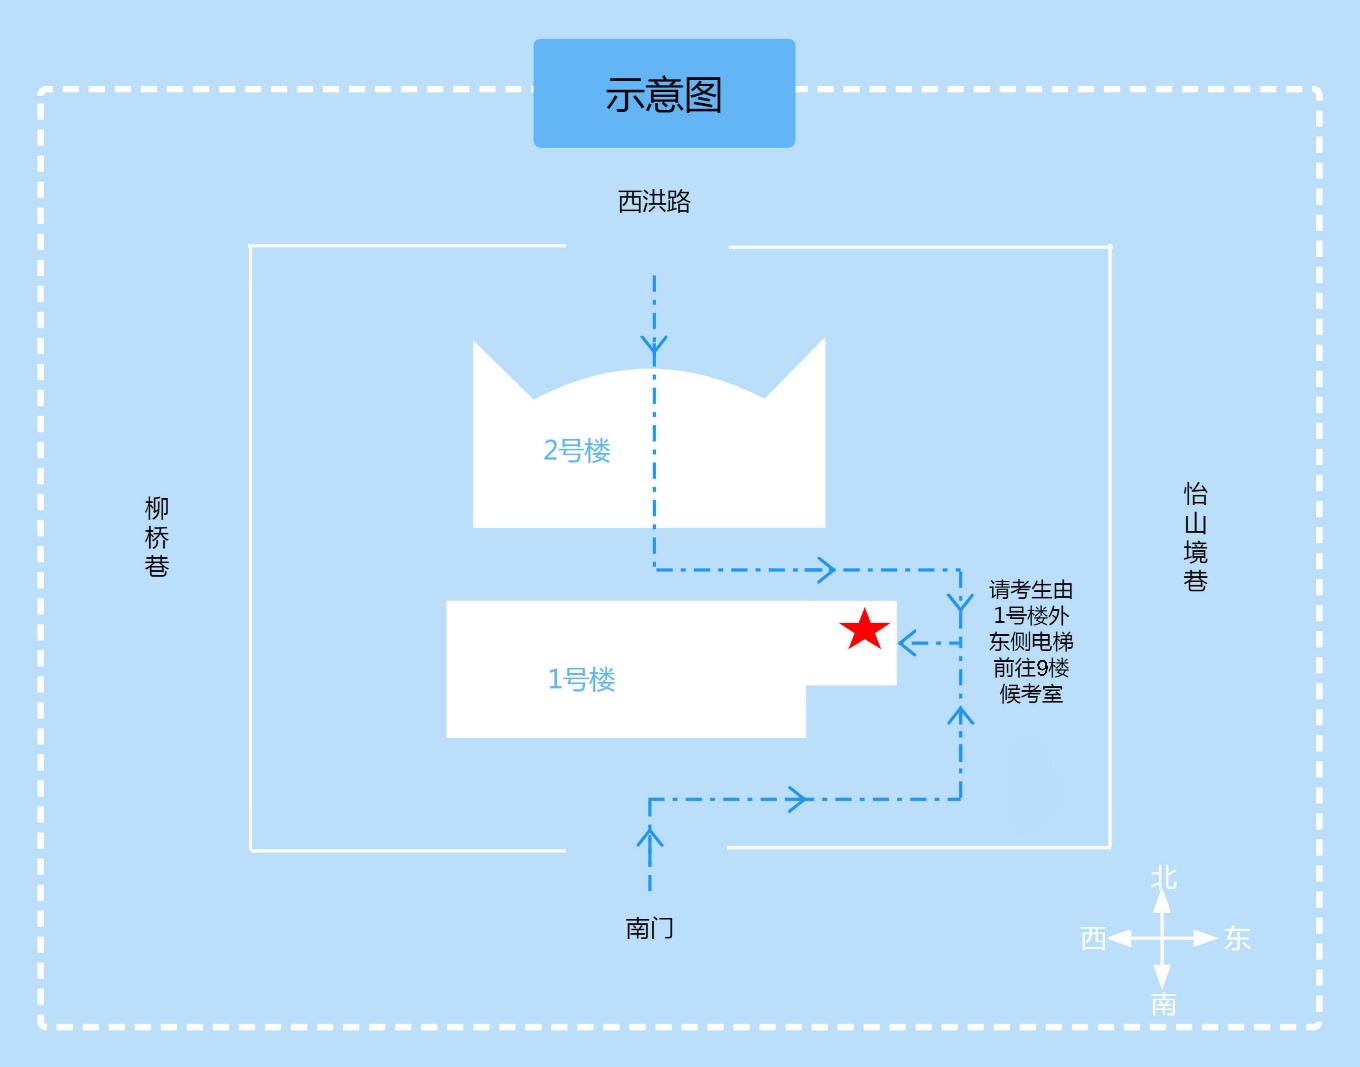 示意图
西洪路
2号楼
柳桥巷
怡山境巷
请考生由
1号楼外
东侧电梯
前往9楼
候考室
1号楼
南门
北
西
东
南